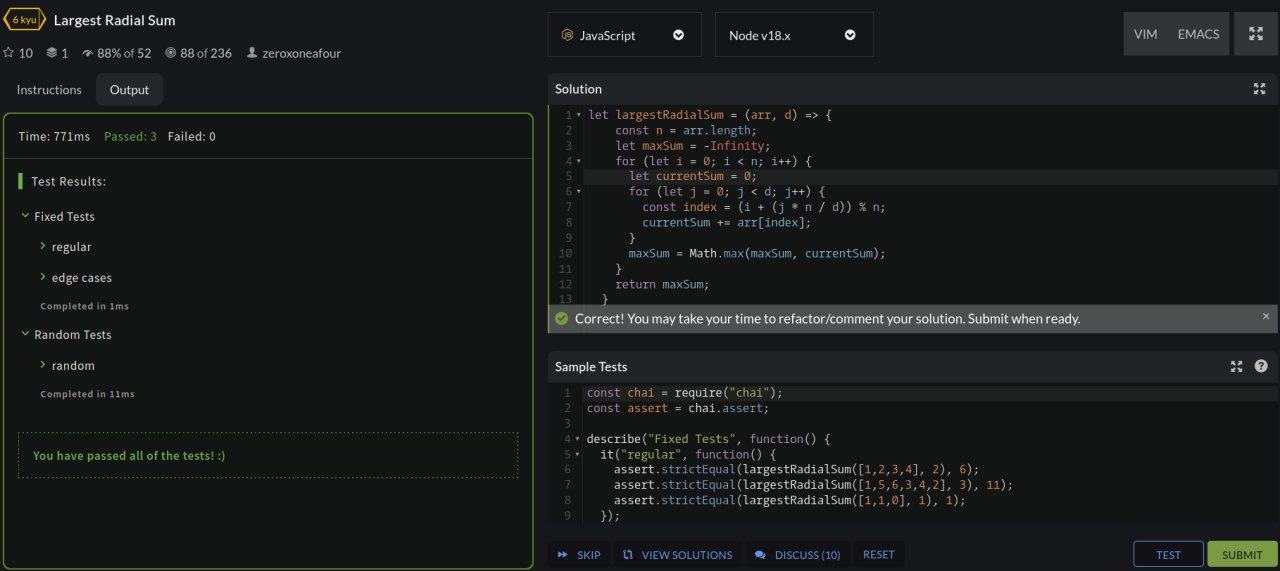 6 kyu Largest Radial Sum
10 1 88% of 52 88 of 236 zeroxoneafour
Instructions Output
Time: 771ms Passed: 3 Failed: 0
Test Results:
Fixed Tests
regular
edge cases
Completed in 1ms
Random Tests
random
Completed in 11ms
You have passed all of the tests! :)
JavaScript Node v18.x VIM EMACS
Solution
1 let largestRadialSum = (arr, d) => {
2 const n = arr.length;
3 let maxSum = -Infinity;
4 for (let i = 0; i < n; i++) {
5 let currentSum = 0;
6 for (let j = 0; j < d; j++) {
7 const index = (i + (j * n / d)) % n;
8 currentSum += arr[index];
9 }
10 maxSum = Math.max(maxSum, currentSum);
11 }
12 return maxSum;
13 }
Correct! You may take your time to refactor/comment your solution. Submit when ready. ×
Sample Tests ?
1 const chai = require("chai");
2 const assert = chai.assert;
3
4 describe("Fixed Tests", function() {
5 it("regular", function() {
6 assert.strictEqual(largestRadialSum([1,2,3,4], 2), 6);
7 assert.strictEqual(largestRadialSum([1,5,6,3,4,2], 3), 11);
8 assert.strictEqual(largestRadialSum([1,1,0], 1), 1);
9 });
SKIP VIEW SOLUTIONS DISCUSS (10) RESET TEST SUBMIT